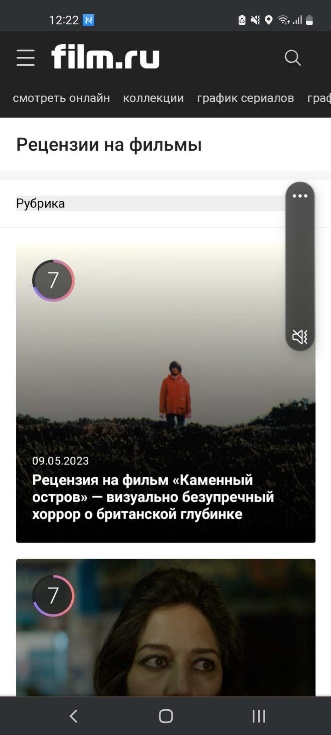 12:22
film.ru
смотреть онлайн коллекции график сериалов граф
Рецензии на фильмы
Рубрика
7
09.05.2023
Рецензия на фильм «Каменный
остров» — визуально безупречный
хоррор о британской глубинке
7